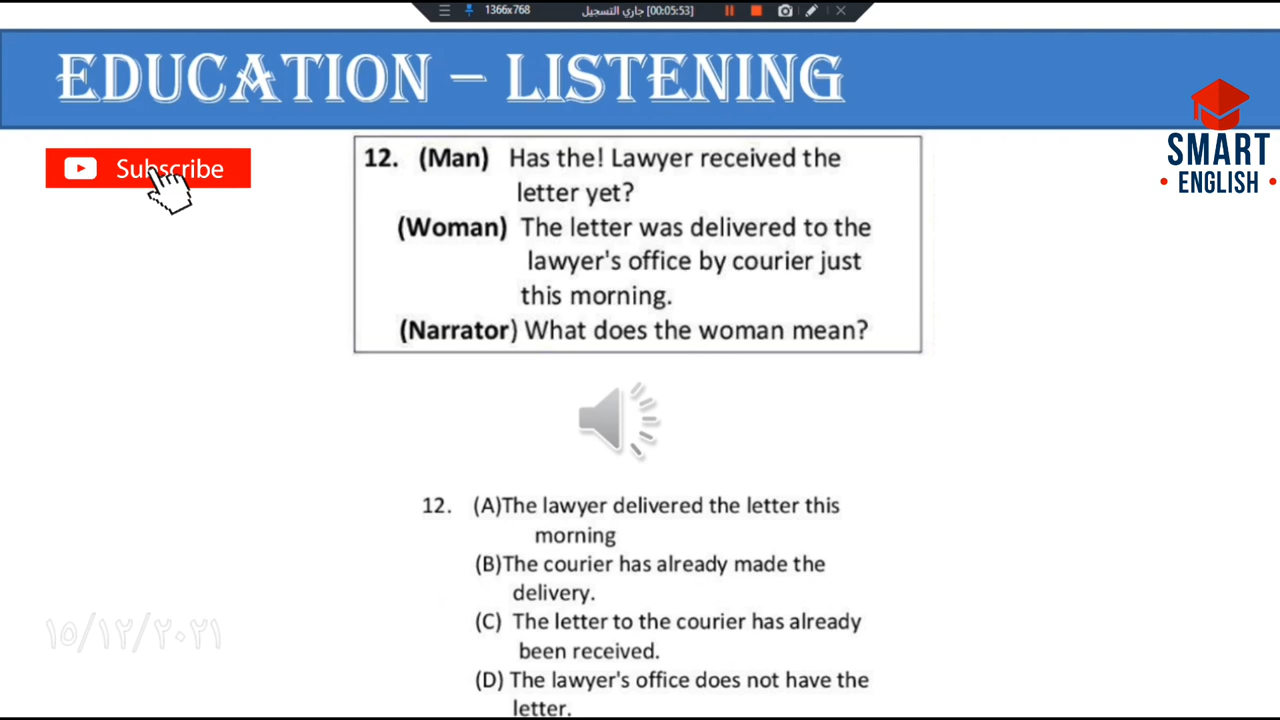 1366x768 جاري التسجيل [00:05:53]
EDUCATION – LISTENING
Subscribe
SMART
• ENGLISH •
12. (Man) Has the! Lawyer received the
letter yet?
(Woman) The letter was delivered to the
lawyer's office by courier just
this morning.
(Narrator) What does the woman mean?
12. (A)The lawyer delivered the letter this
morning
(B)The courier has already made the
delivery.
(C) The letter to the courier has already
been received.
(D) The lawyer's office does not have the
letter.
١٥/١٢/٢٠٢١